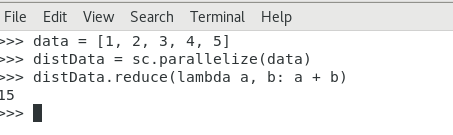 File Edit View Search Terminal Help
>>> data = [1, 2, 3, 4, 5]
>>> distData = sc.parallelize(data)
>>> distData.reduce(lambda a, b: a + b)
15
>>>